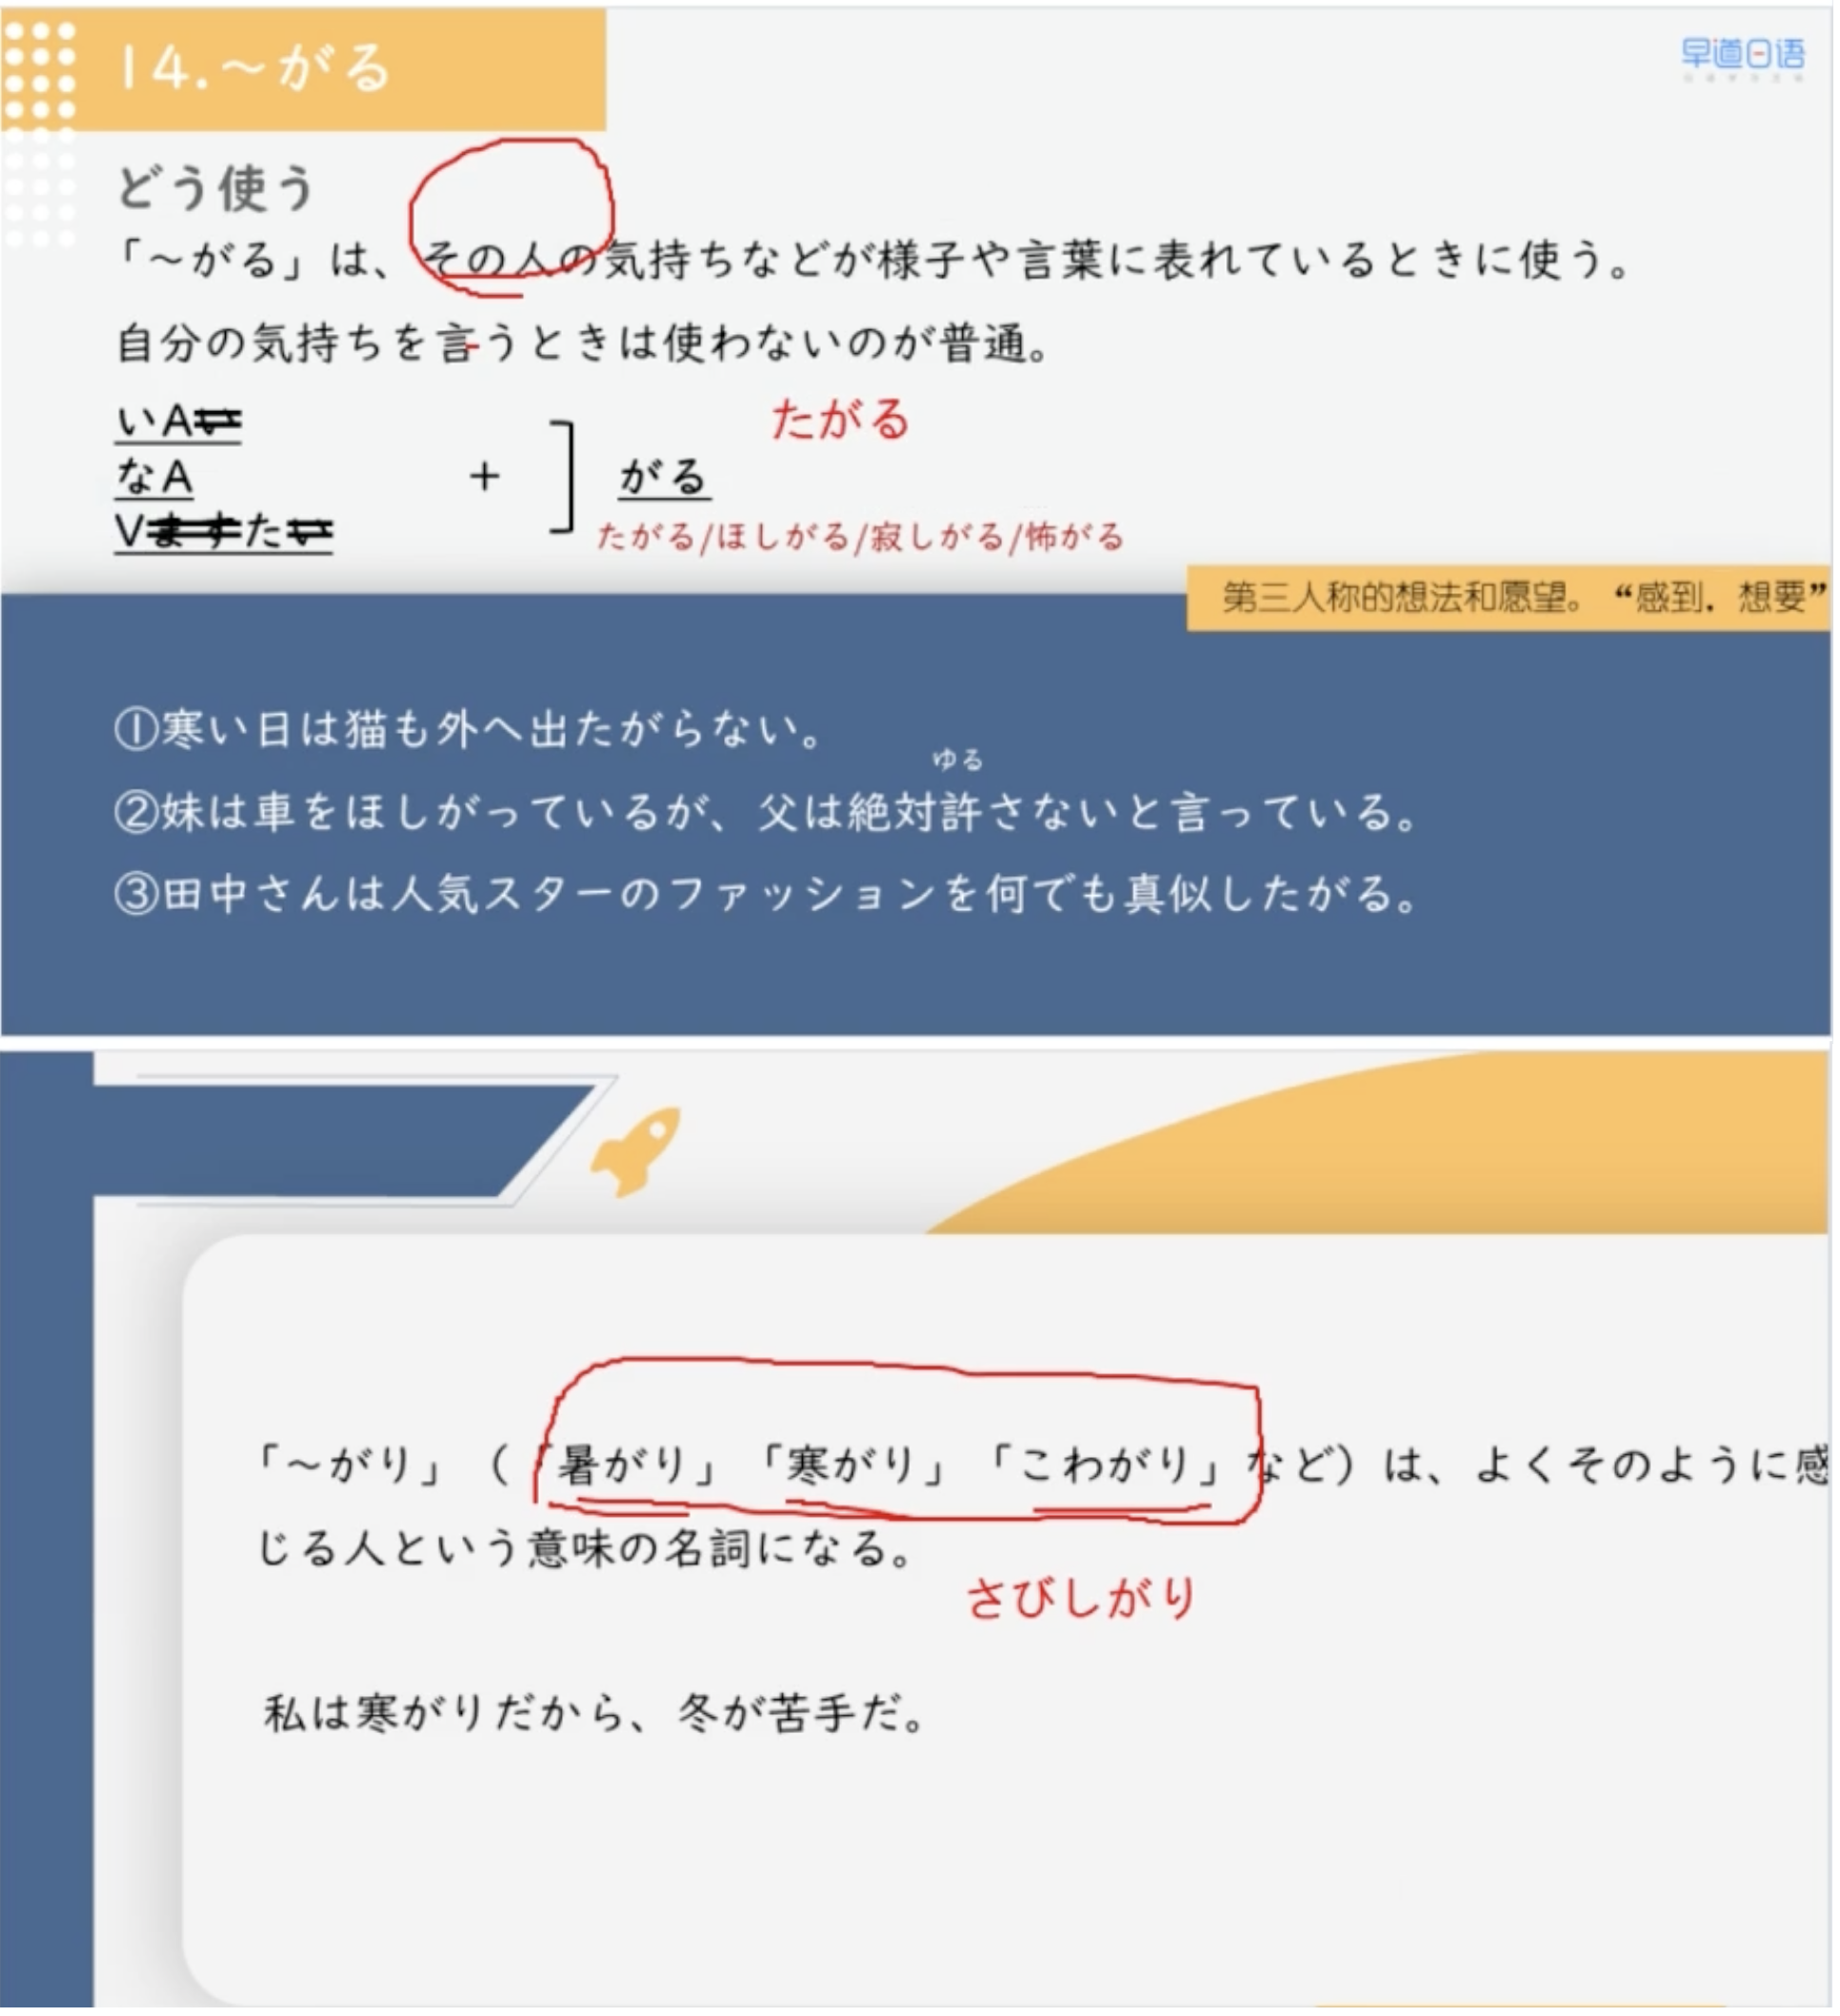 14.～がる
早道日语
どう使う
「～がる」は、その人の気持ちなどが様子や言葉に表れているときに使う。
自分の気持ちを言うときは使わないのが普通。
たがる
いAい
なA + がる
Vますたい
たがる/ほしがる/寂しがる/怖がる
第三人称的想法和愿望。“感到，想要”
①寒い日は猫も外へ出たがらない。
ゆる
②妹は車をほしがっているが、父は絶対許さないと言っている。
③田中さんは人気スターのファッションを何でも真似したがる。
「～がり」（「暑がり」「寒がり」「こわがり」など）は、よくそのように感
じる人という意味の名詞になる。
さびしがり
私は寒がりだから、冬が苦手だ。